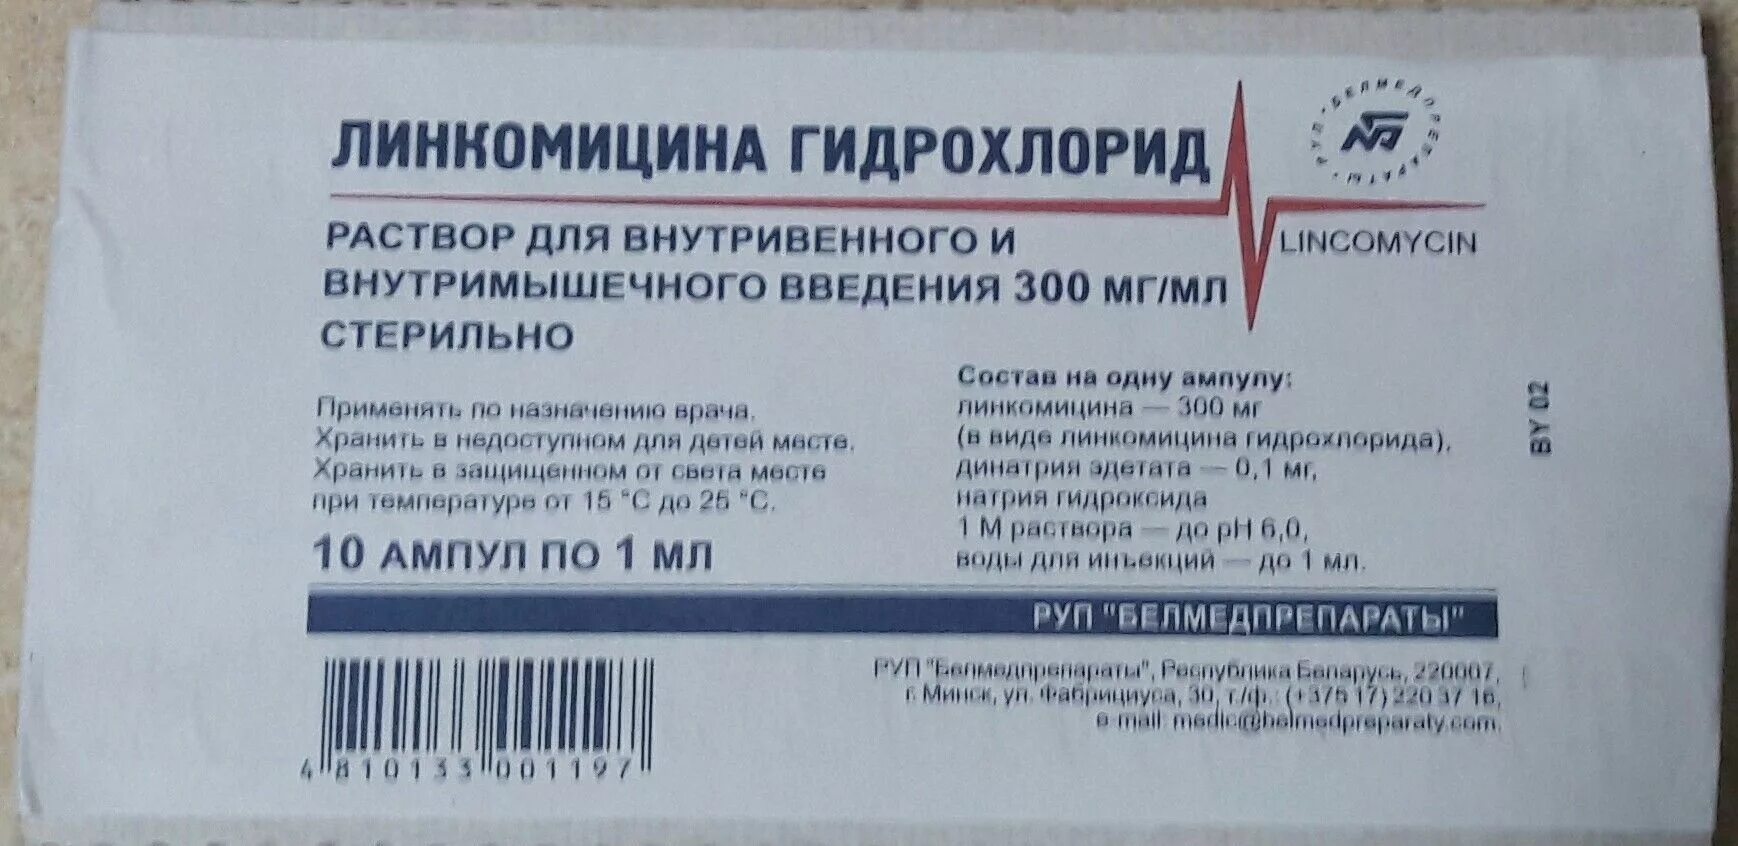 ЛИНКОМИЦИНА ГИДРОХЛОРИД
РУП · БЕЛМЕДПРЕПАРАТЫ ·
LINCOMYCIN
РАСТВОР ДЛЯ ВНУТРИВЕННОГО И
ВНУТРИМЫШЕЧНОГО ВВЕДЕНИЯ 300 МГ/МЛ
СТЕРИЛЬНО
Применять по назначению врача.
Хранить в недоступном для детей месте.
Хранить в защищенном от света месте
при температуре от 15 °C до 25 °C.
10 АМПУЛ ПО 1 МЛ
Состав на одну ампулу:
линкомицина — 300 мг
(в виде линкомицина гидрохлорида),
динатрия эдетата — 0,1 мг,
натрия гидроксида
1 М раствора — до pH 6,0,
воды для инъекций — до 1 мл.
BY 02
РУП "БЕЛМЕДПРЕПАРАТЫ"
РУП "Белмедпрепараты", Республика Беларусь, 220007,
г. Минск, ул. Фабрициуса, 30, т/ф.: (+375 17) 220 37 16,
e-mail: medic@belmedpreparaty.com.
4 810133 001197